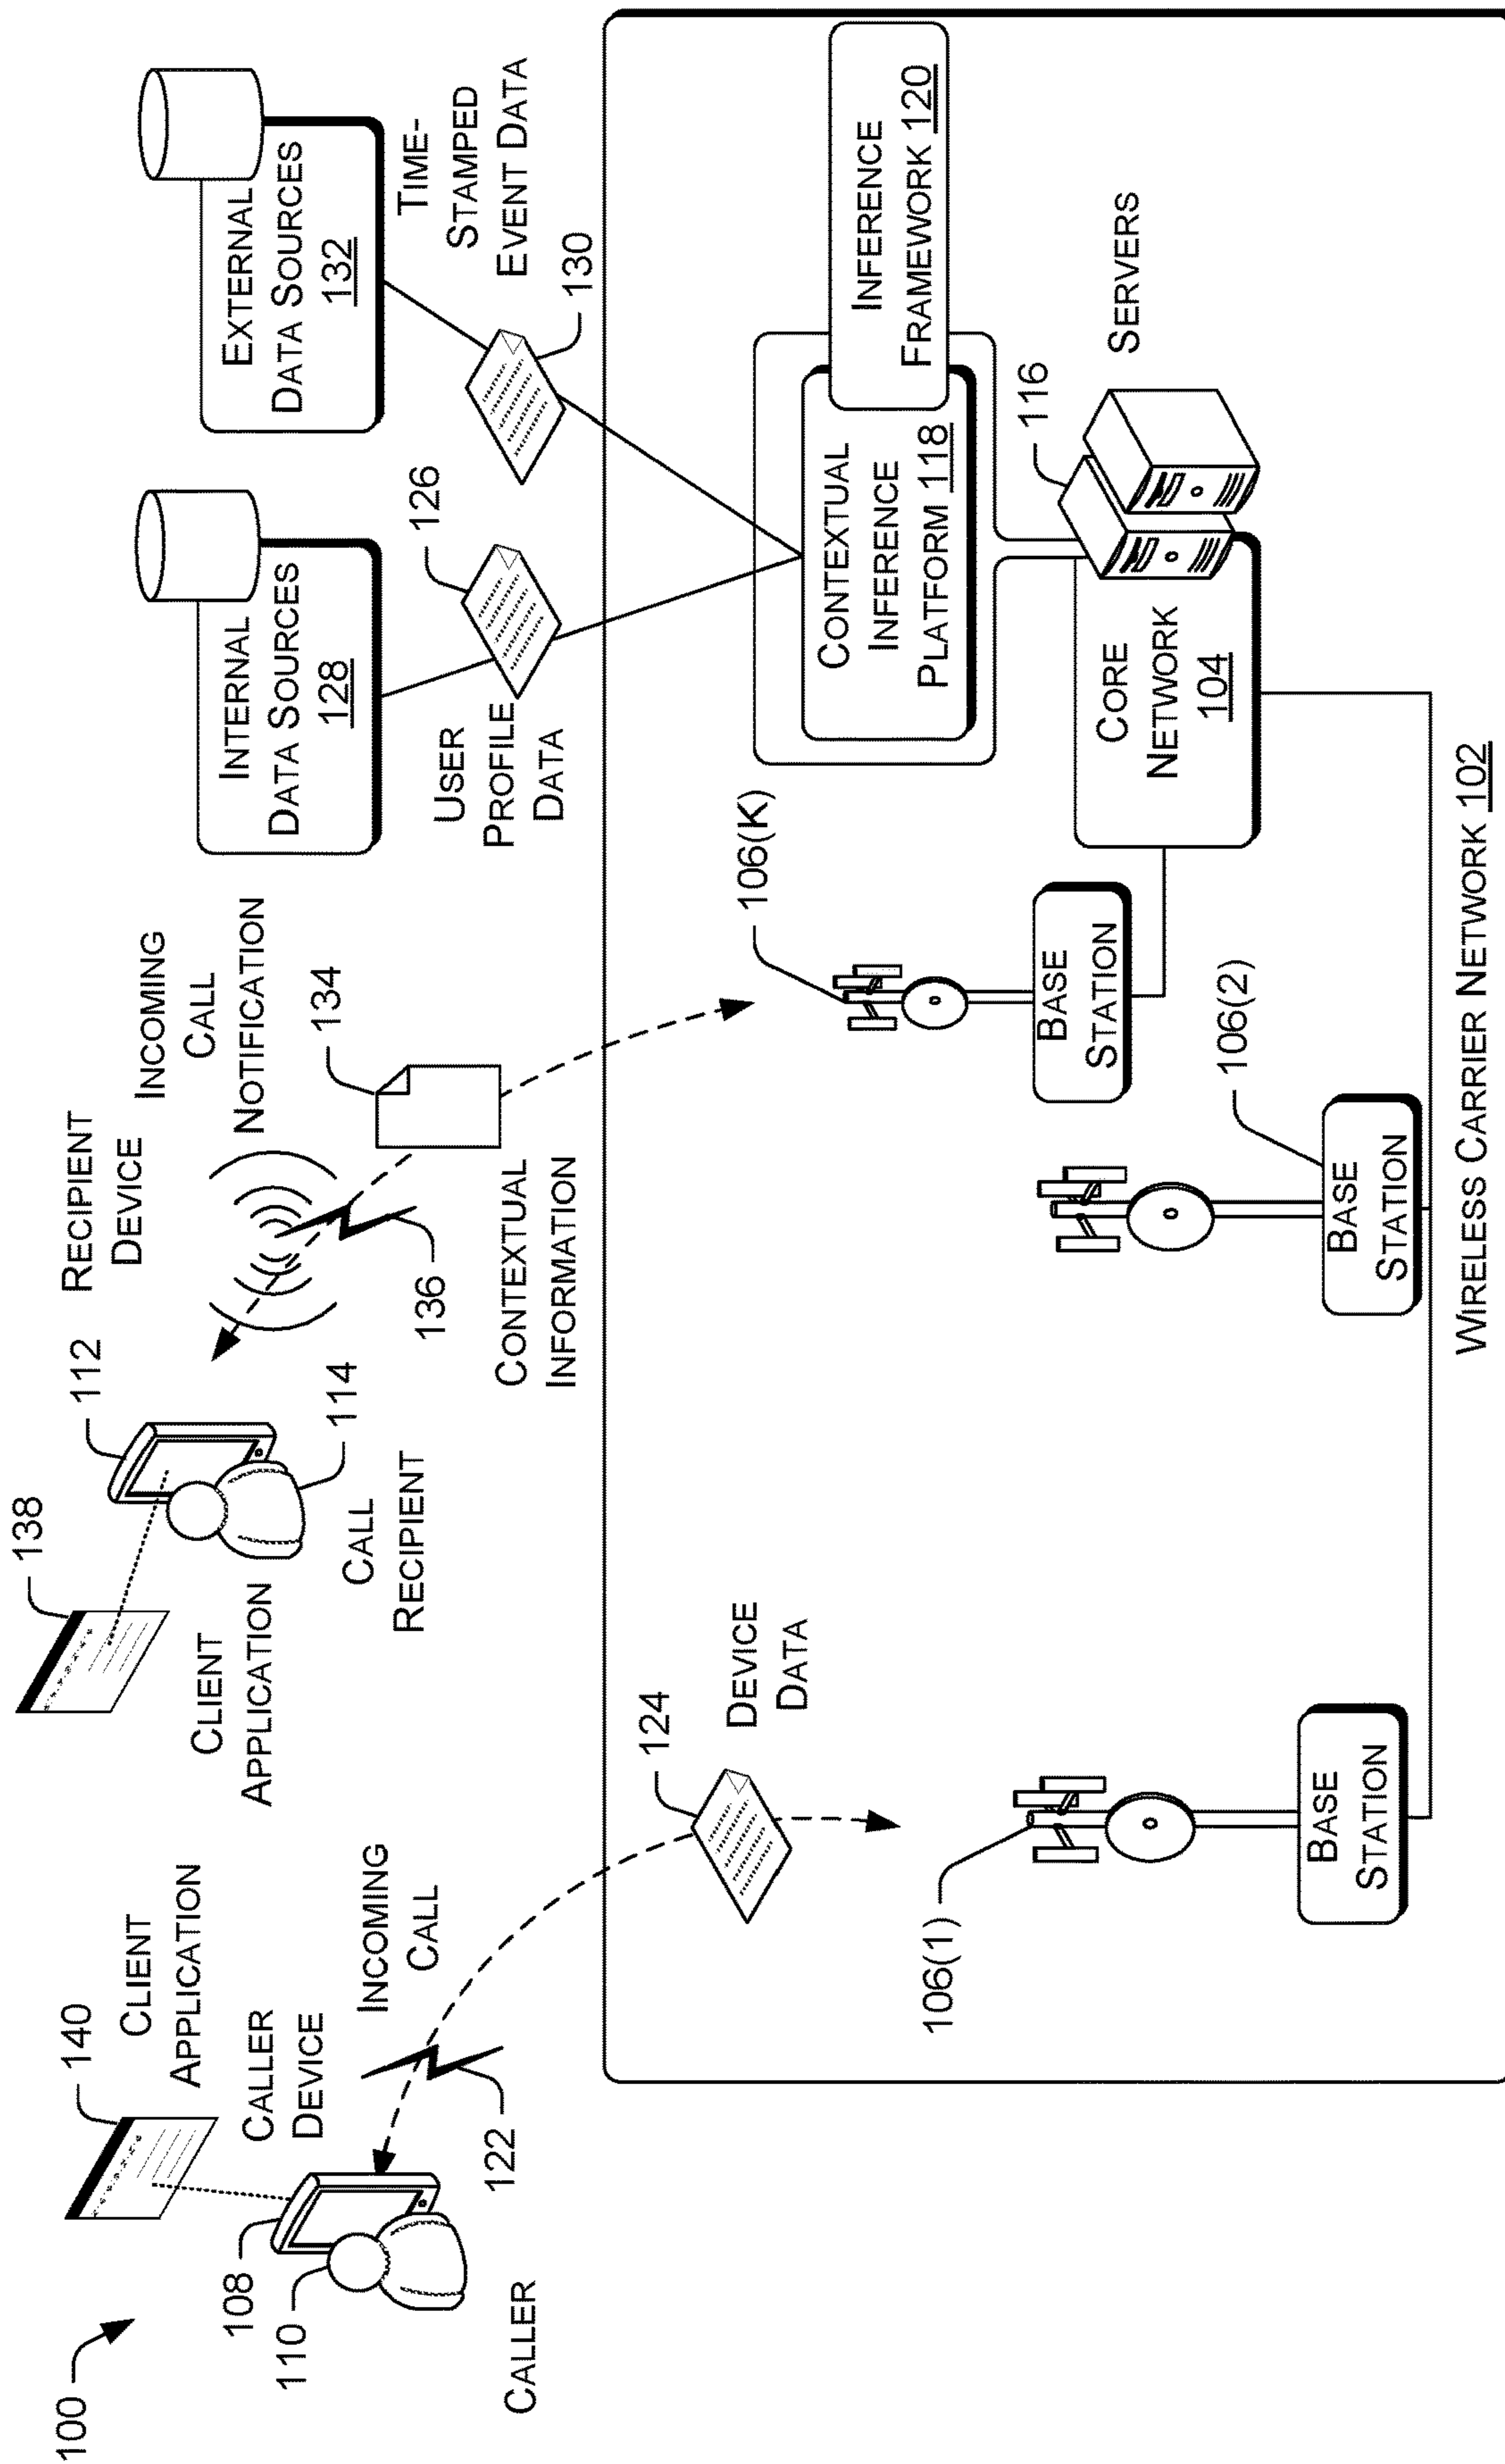 100
140
CLIENT
APPLICATION
108
110
CALLER
DEVICE
CALLER
INCOMING
CALL
122
138
CLIENT
APPLICATION
112
RECIPIENT
DEVICE
114
CALL
RECIPIENT
INCOMING
CALL
NOTIFICATION
134
136
CONTEXTUAL
INFORMATION
INTERNAL
DATA SOURCES
128
EXTERNAL
DATA SOURCES
132
USER
PROFILE
DATA
126
TIME-
STAMPED
EVENT DATA
130
124
DEVICE
DATA
106(1)
BASE
STATION
106(2)
BASE
STATION
106(K)
BASE
STATION
CONTEXTUAL
INFERENCE
PLATFORM 118
INFERENCE
FRAMEWORK 120
116
SERVERS
CORE
NETWORK
104
WIRELESS CARRIER NETWORK 102